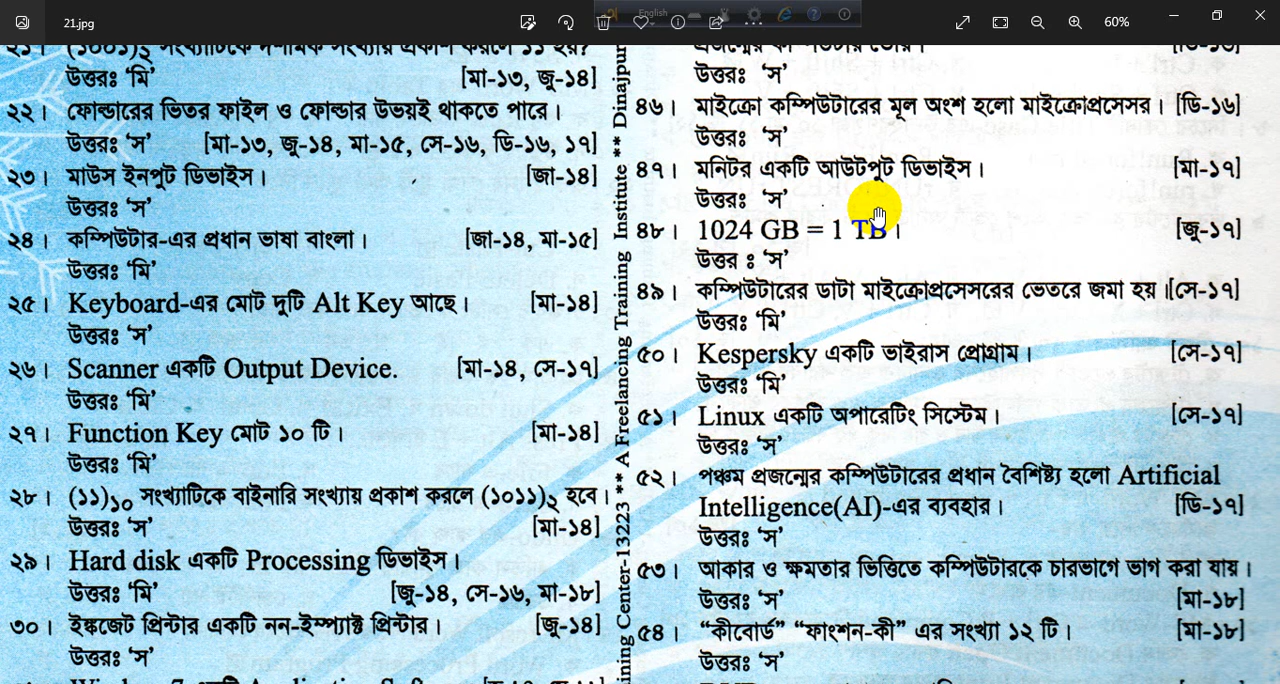 21.jpg
English
60%
২১। (১০০১)২ সংখ্যাটিকে দশমিক সংখ্যায় প্রকাশ করলে ১১ হয়?
উত্তরঃ ‘মি’ [মা-১৩, জু-১৪]
২২। ফোল্ডারের ভিতর ফাইল ও ফোল্ডার উভয়ই থাকতে পারে।
উত্তরঃ ‘স’ [মা-১৩, জু-১৪, মা-১৫, সে-১৬, ডি-১৬, ১৭]
২৩। মাউস ইনপুট ডিভাইস। [জা-১৪]
উত্তরঃ ‘স’
২৪। কম্পিউটার-এর প্রধান ভাষা বাংলা। [জা-১৪, মা-১৫]
উত্তরঃ ‘মি’
২৫। Keyboard-এর মোট দুটি Alt Key আছে। [মা-১৪]
উত্তরঃ ‘স’
২৬। Scanner একটি Output Device. [মা-১৪, সে-১৭]
উত্তরঃ ‘মি’
২৭। Function Key মোট ১০ টি। [মা-১৪]
উত্তরঃ ‘মি’
২৮। (১১)১০ সংখ্যাটিকে বাইনারি সংখ্যায় প্রকাশ করলে (১০১১)২ হবে।
উত্তরঃ ‘স’ [মা-১৪]
২৯। Hard disk একটি Processing ডিভাইস।
উত্তরঃ ‘মি’ [জু-১৪, সে-১৬, মা-১৮]
৩০। ইঙ্কজেট প্রিন্টার একটি নন-ইম্প্যাক্ট প্রিন্টার। [জু-১৪]
উত্তরঃ ‘স’
ining Center-13223 ** A Freelancing Training Institute ** Dinajpur
উত্তরঃ ‘স’
৪৬। মাইক্রো কম্পিউটারের মূল অংশ হলো মাইক্রোপ্রসেসর। [ডি-১৬]
উত্তরঃ ‘স’
৪৭। মনিটর একটি আউটপুট ডিভাইস। [মা-১৭]
উত্তরঃ ‘স’
৪৮। 1024 GB = 1 TB। [জু-১৭]
উত্তর ঃ ‘স’
৪৯। কম্পিউটারের ডাটা মাইক্রোপ্রসেসরের ভেতরে জমা হয়।[সে-১৭]
উত্তরঃ ‘মি’
৫০। Kespersky একটি ভাইরাস প্রোগ্রাম। [সে-১৭]
উত্তরঃ ‘মি’
৫১। Linux একটি অপারেটিং সিস্টেম। [সে-১৭]
উত্তরঃ ‘স’
৫২। পঞ্চম প্রজন্মের কম্পিউটারের প্রধান বৈশিষ্ট্য হলো Artificial
Intelligence(AI)-এর ব্যবহার। [ডি-১৭]
উত্তরঃ ‘স’
৫৩। আকার ও ক্ষমতার ভিত্তিতে কম্পিউটারকে চারভাগে ভাগ করা যায়।
উত্তরঃ ‘স’ [মা-১৮]
৫৪। “কীবোর্ড” “ফাংশন-কী” এর সংখ্যা ১২ টি। [মা-১৮]
উত্তরঃ ‘স’